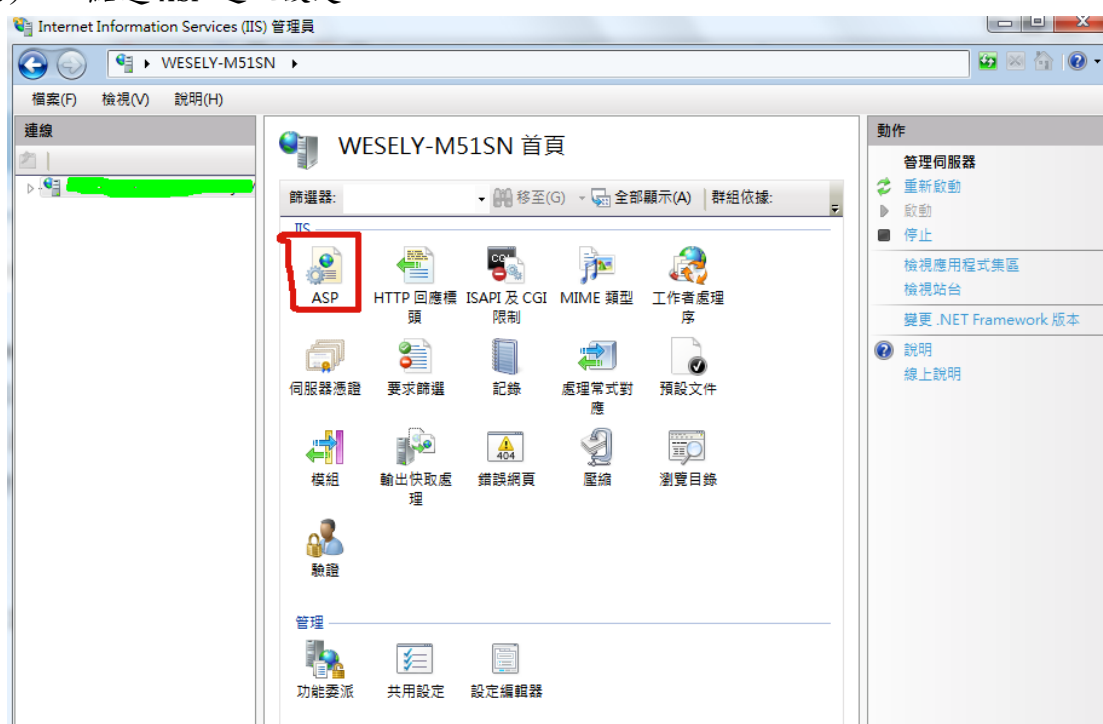 Internet Information Services (IIS) 管理員
WESELY-M51SN
檔案(F) 檢視(V) 說明(H)
連線
WESELY-M51SN 首頁
篩選器: 移至(G) 全部顯示(A) 群組依據:
IIS
ASP
HTTP 回應標
頭
ISAPI 及 CGI
限制
MIME 類型
工作者處理
序
伺服器憑證
要求篩選
記錄
處理常式對
應
預設文件
模組
輸出快取處
理
404
錯誤網頁
壓縮
瀏覽目錄
驗證
管理
功能委派
共用設定
設定編輯器
動作
管理伺服器
重新啟動
啟動
停止
檢視應用程式集區
檢視站台
變更 .NET Framework 版本
說明
線上說明